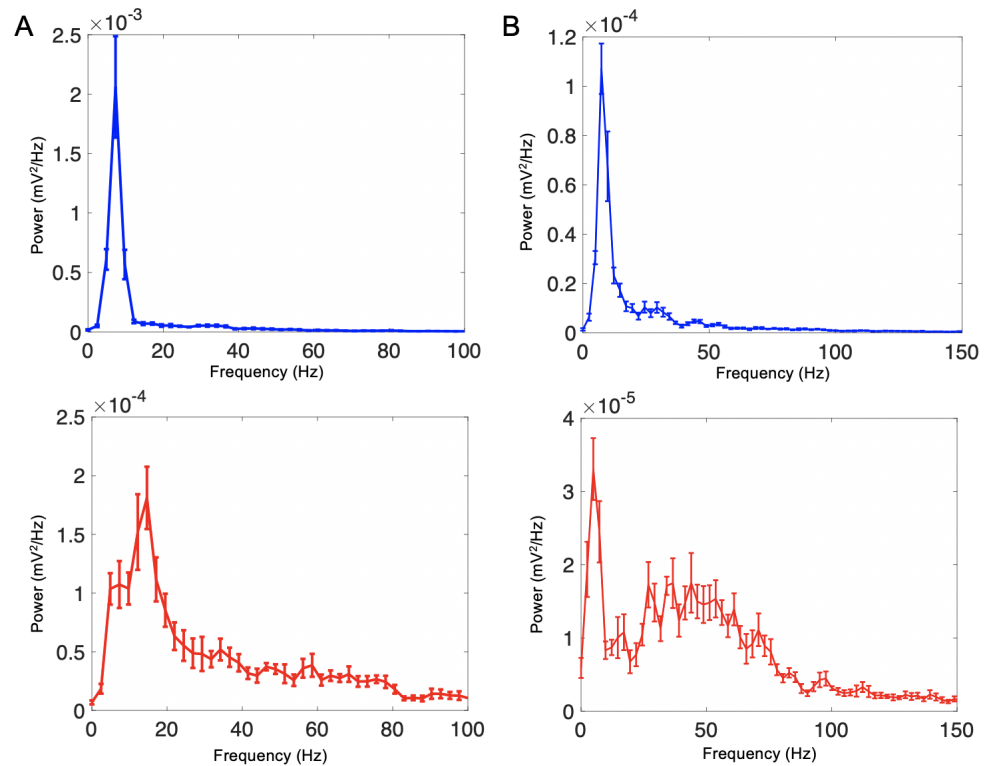 A
×10⁻³
2.5
2
1.5
1
0.5
0
0 20 40 60 80 100
Power (mV²/Hz)
Frequency (Hz)
B
×10⁻⁴
1.2
1
0.8
0.6
0.4
0.2
0
0 50 100 150
Power (mV²/Hz)
Frequency (Hz)
×10⁻⁴
2.5
2
1.5
1
0.5
0
0 20 40 60 80 100
Power (mV²/Hz)
Frequency (Hz)
×10⁻⁵
4
3
2
1
0
0 50 100 150
Power (mV²/Hz)
Frequency (Hz)